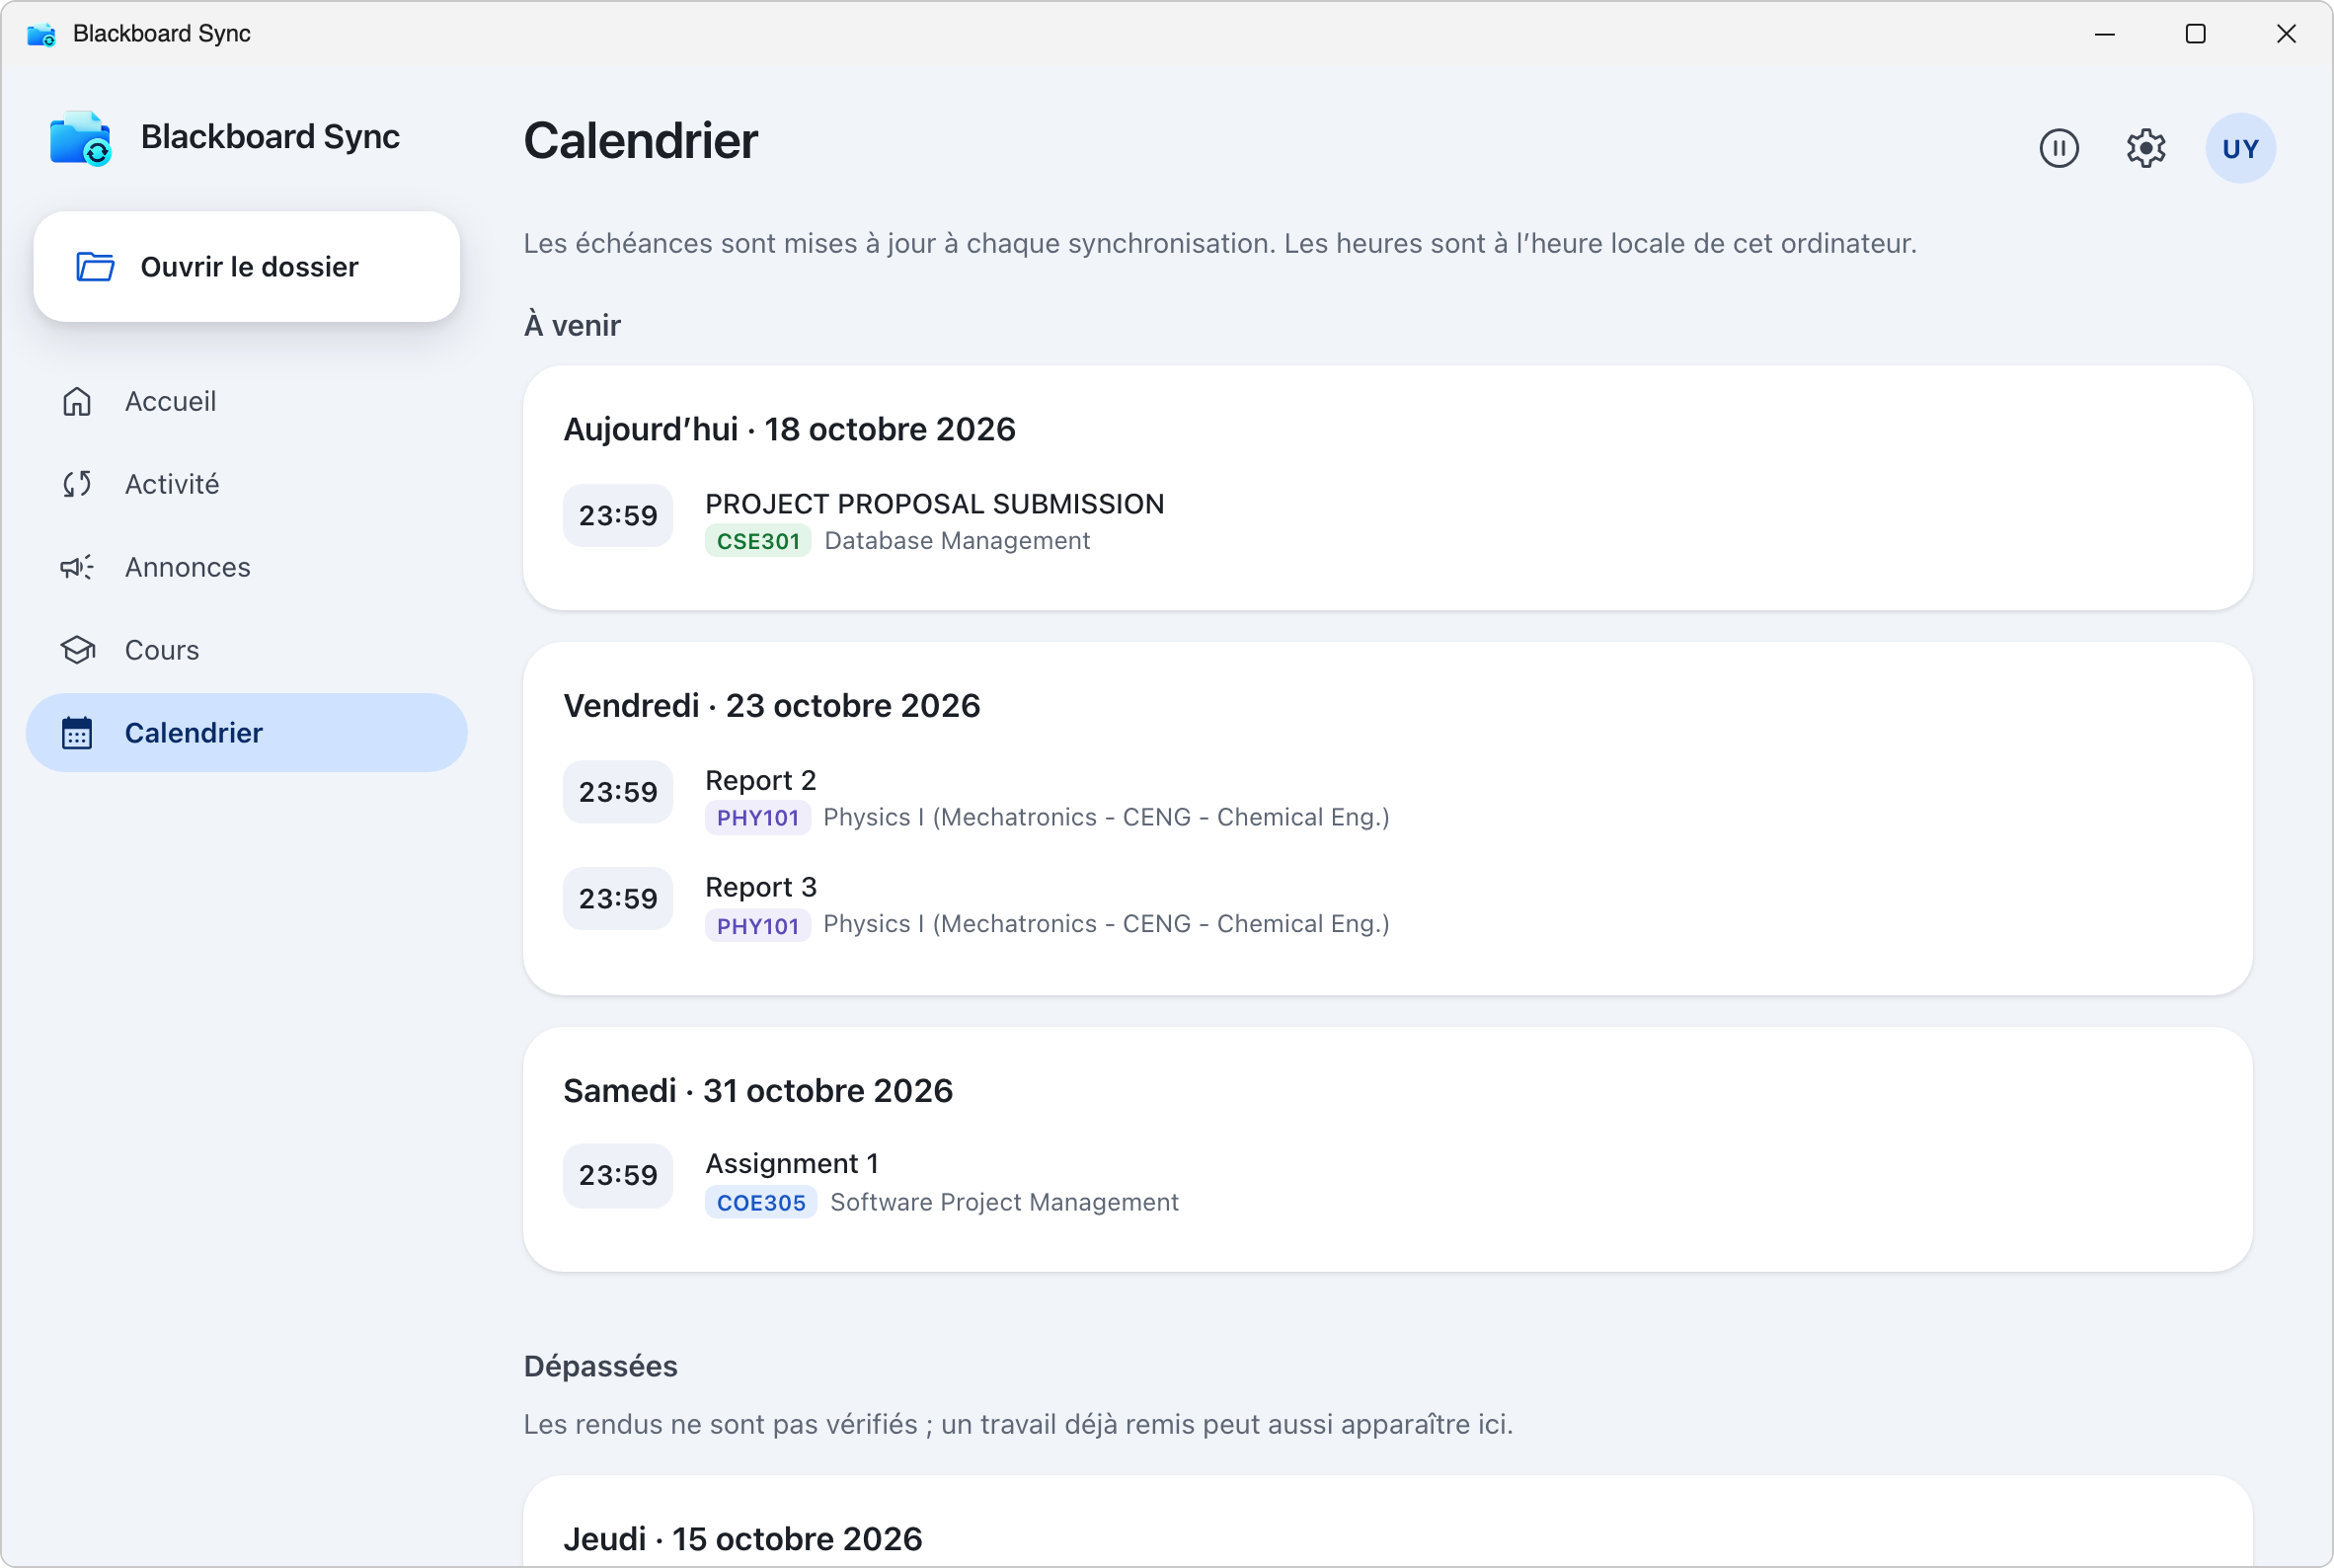 Blackboard Sync
Blackboard Sync
Ouvrir le dossier
Accueil
Activité
Annonces
Cours
Calendrier
Calendrier
UY
Les échéances sont mises à jour à chaque synchronisation. Les heures sont à l’heure locale de cet ordinateur.
À venir
Aujourd’hui · 18 octobre 2026
23:59
PROJECT PROPOSAL SUBMISSION
CSE301 Database Management
Vendredi · 23 octobre 2026
23:59
Report 2
PHY101 Physics I (Mechatronics - CENG - Chemical Eng.)
23:59
Report 3
PHY101 Physics I (Mechatronics - CENG - Chemical Eng.)
Samedi · 31 octobre 2026
23:59
Assignment 1
COE305 Software Project Management
Dépassées
Les rendus ne sont pas vérifiés ; un travail déjà remis peut aussi apparaître ici.
Jeudi · 15 octobre 2026